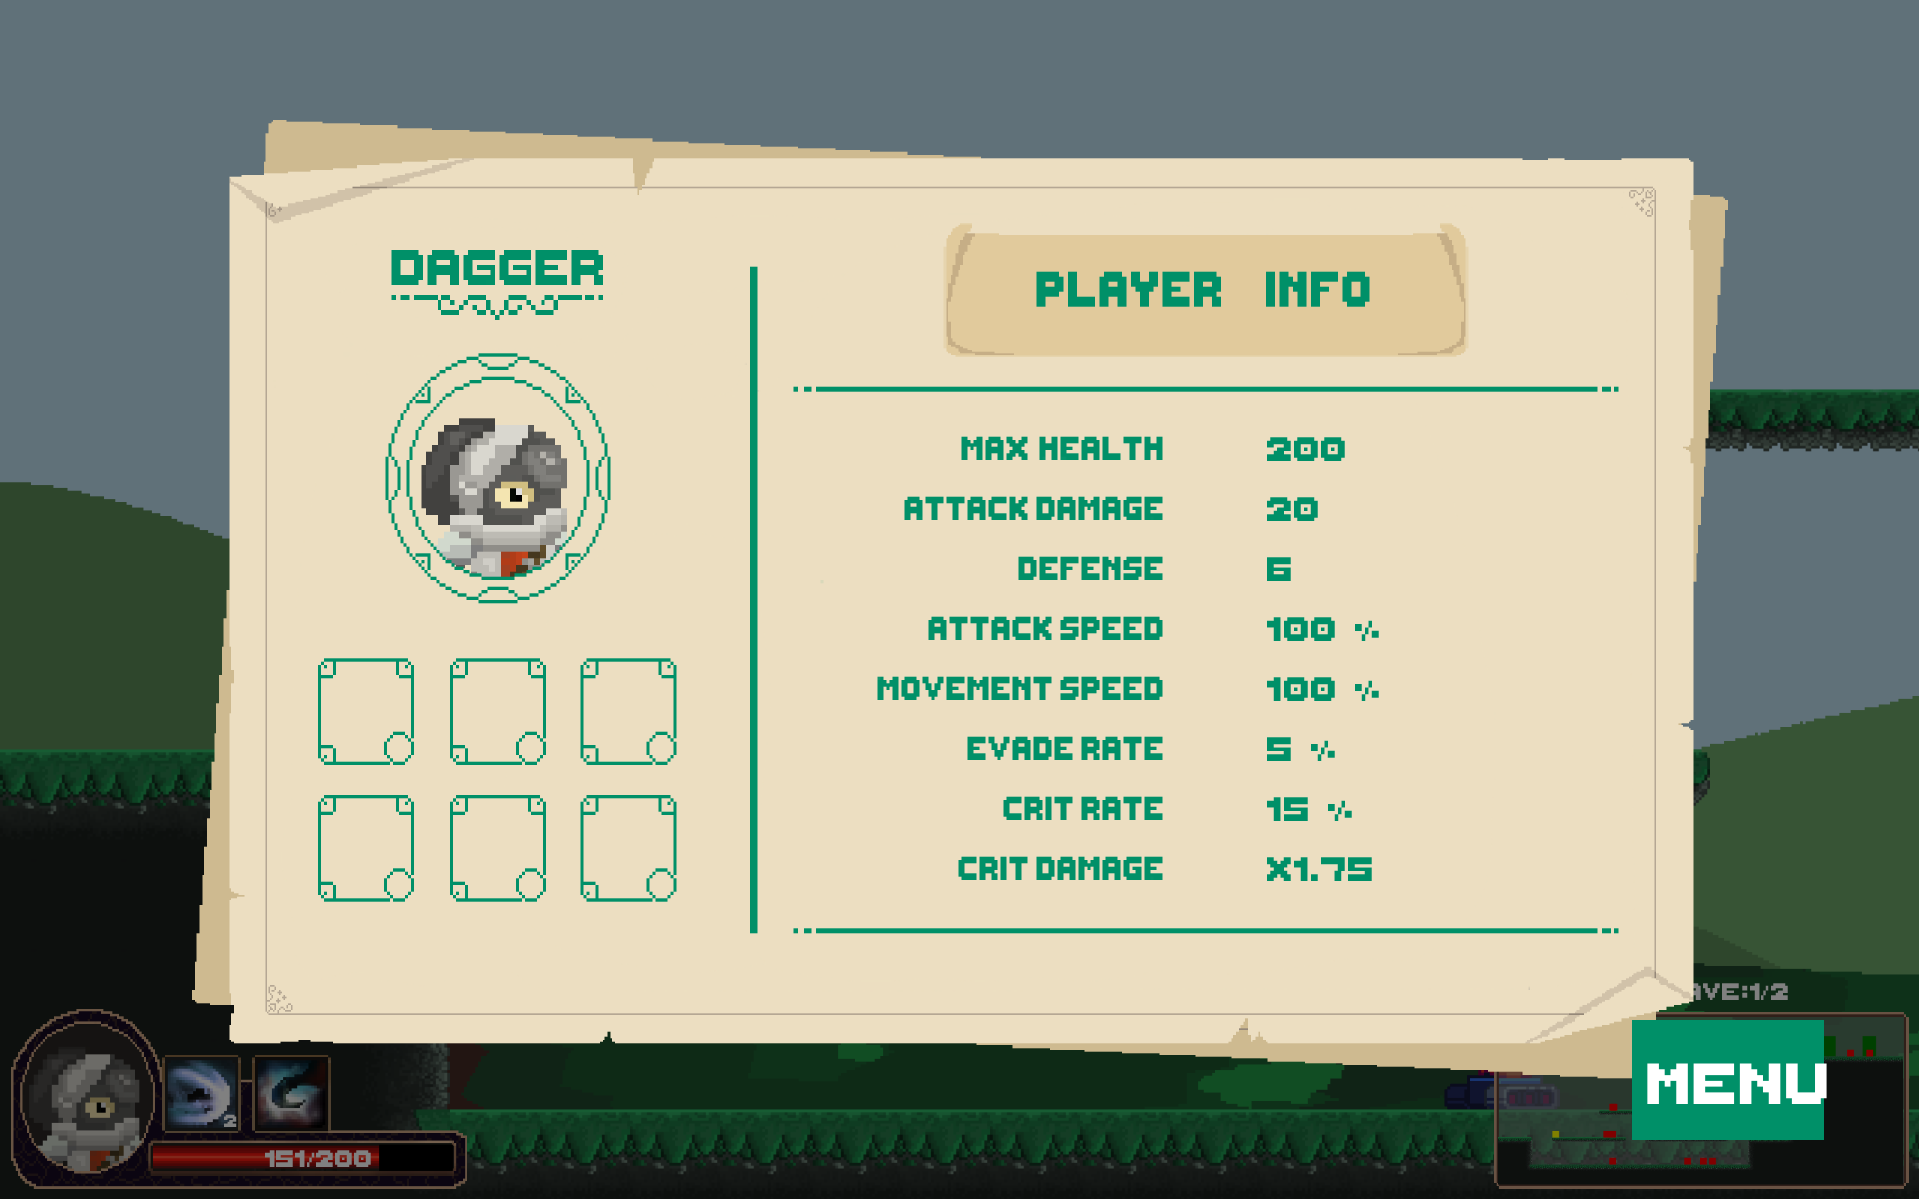 DAGGER
PLAYER INFO
MAX HEALTH 200
ATTACK DAMAGE 20
DEFENSE 6
ATTACK SPEED 100 %
MOVEMENT SPEED 100 %
EVADE RATE 5 %
CRIT RATE 15 %
CRIT DAMAGE X1.75
AVE:1/2
MENU
2
151/200